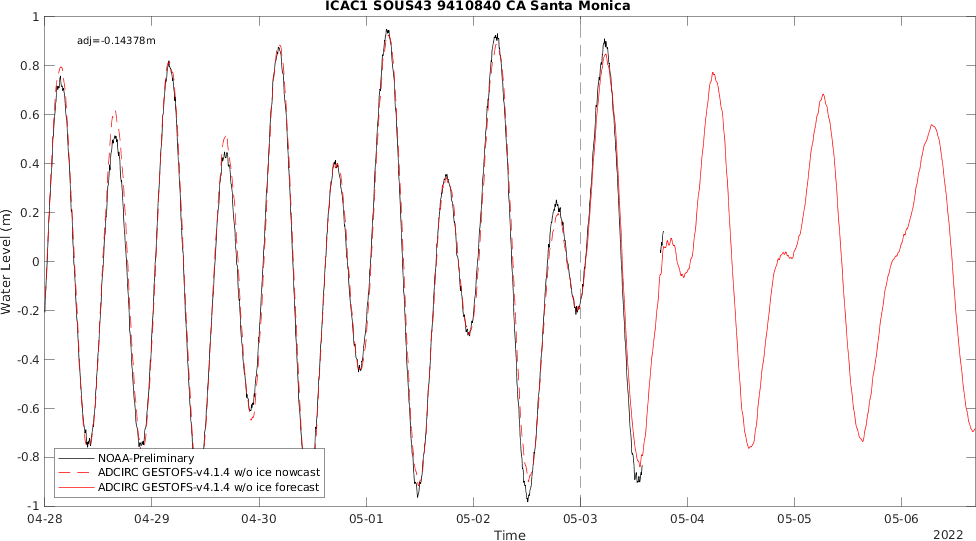 ICAC1 SOUS43 9410840 CA Santa Monica
adj=-0.14378m
Water Level (m)
1
0.8
0.6
0.4
0.2
0
-0.2
-0.4
-0.6
-0.8
-1
NOAA-Preliminary
ADCIRC GESTOFS-v4.1.4 w/o ice nowcast
ADCIRC GESTOFS-v4.1.4 w/o ice forecast
04-28 04-29 04-30 05-01 05-02 05-03 05-04 05-05 05-06
Time
2022